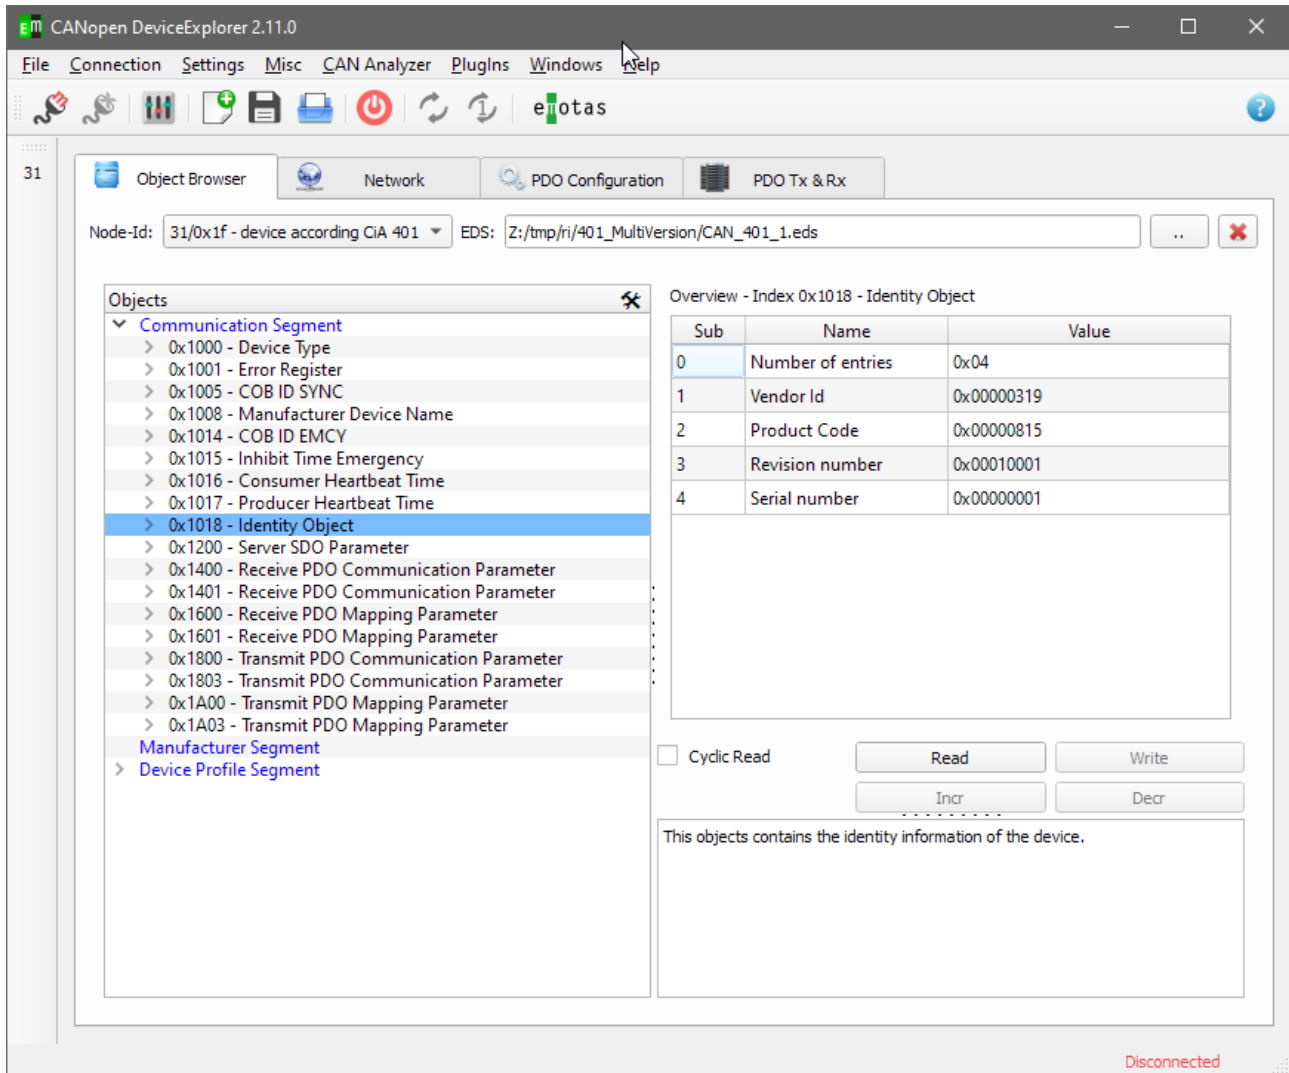 em CANopen DeviceExplorer 2.11.0
File Connection Settings Misc CAN Analyzer PlugIns Windows Help
emotas
31
Object Browser Network PDO Configuration PDO Tx & Rx
Node-Id: 31/0x1f - device according CiA 401 EDS: Z:/tmp/ri/401_MultiVersion/CAN_401_1.eds ..
Objects
Communication Segment
0x1000 - Device Type
0x1001 - Error Register
0x1005 - COB ID SYNC
0x1008 - Manufacturer Device Name
0x1014 - COB ID EMCY
0x1015 - Inhibit Time Emergency
0x1016 - Consumer Heartbeat Time
0x1017 - Producer Heartbeat Time
0x1018 - Identity Object
0x1200 - Server SDO Parameter
0x1400 - Receive PDO Communication Parameter
0x1401 - Receive PDO Communication Parameter
0x1600 - Receive PDO Mapping Parameter
0x1601 - Receive PDO Mapping Parameter
0x1800 - Transmit PDO Communication Parameter
0x1803 - Transmit PDO Communication Parameter
0x1A00 - Transmit PDO Mapping Parameter
0x1A03 - Transmit PDO Mapping Parameter
Manufacturer Segment
Device Profile Segment
Overview - Index 0x1018 - Identity Object
Sub Name Value
0 Number of entries 0x04
1 Vendor Id 0x00000319
2 Product Code 0x00000815
3 Revision number 0x00010001
4 Serial number 0x00000001
Cyclic Read Read Write
Incr Decr
This objects contains the identity information of the device.
Disconnected